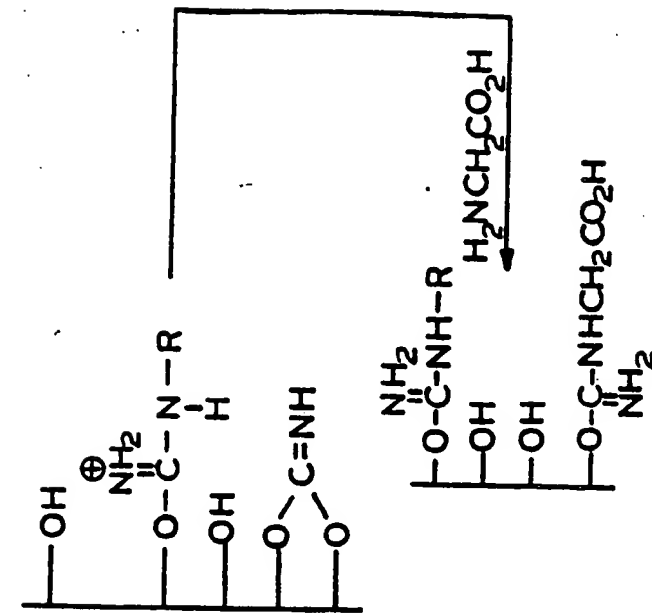 OH
⊕
NH₂
O–C–N–R
H
OH
O
C=NH
O
H₂NCH₂CO₂H
NH₂
O–C–NH–R
OH
OH
O–C–NHCH₂CO₂H
NH₂